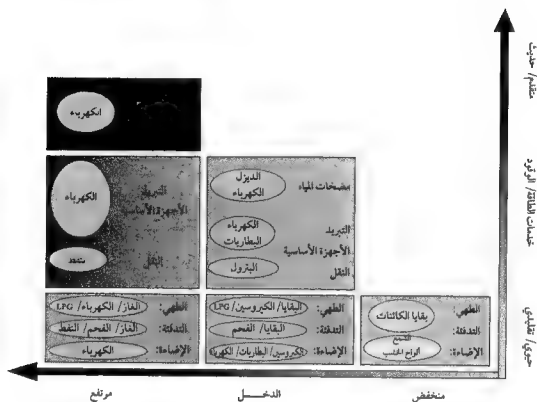 متقدم/ حديث
الكهرباء
خدمات الطاقة/ الوقود
الكهرباء
التبريد
الأجهزة الأساسية
النقل
الديزل
الكهرباء
مضخات المياه
الكهرباء
البطاريات
التبريد
الأجهزة الأساسية
البترول
النقل
حيوي/ تقليدي
الطهي: بقايا الكائنات
التدفئة:
الإضاءة: الشمع
ألواح الخشب
الطهي: البقايا/ الكيروسين/ LPG
التدفئة: البقايا/ الفحم
الإضاءة: الكيروسين/ البطاريات/ الكهرباء
الطهي: الغاز/ الكهرباء/ LPG
التدفئة: الغاز/ الفحم/ النفط
الإضاءة: الكهرباء
منخفض
الدخل
مرتفع